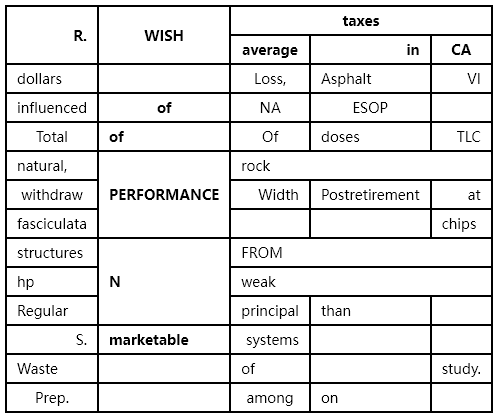 R. WISH taxes
average in CA
dollars Loss, Asphalt VI
influenced of NA ESOP
Total of Of doses TLC
natural, rock
withdraw PERFORMANCE Width Postretirement at
fasciculata chips
structures FROM
hp N weak
Regular principal than
S. marketable systems
Waste of study.
Prep. among on